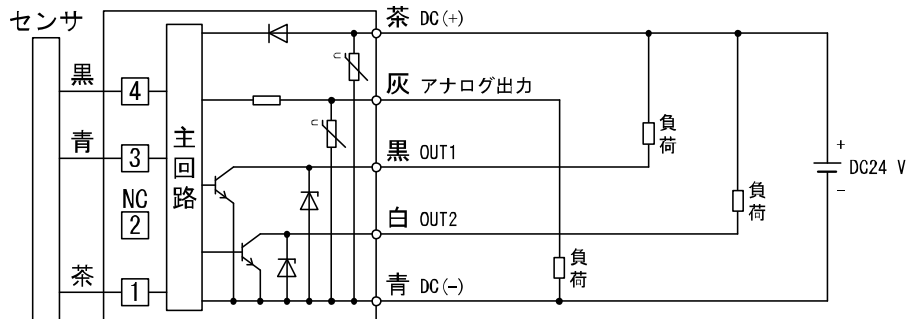 センサ
茶 DC(+)
黒
4
灰 アナログ出力
負荷
青
3
主回路
黒 OUT1
+
DC24 V
-
NC
2
負荷
白 OUT2
負荷
茶
1
青 DC(-)